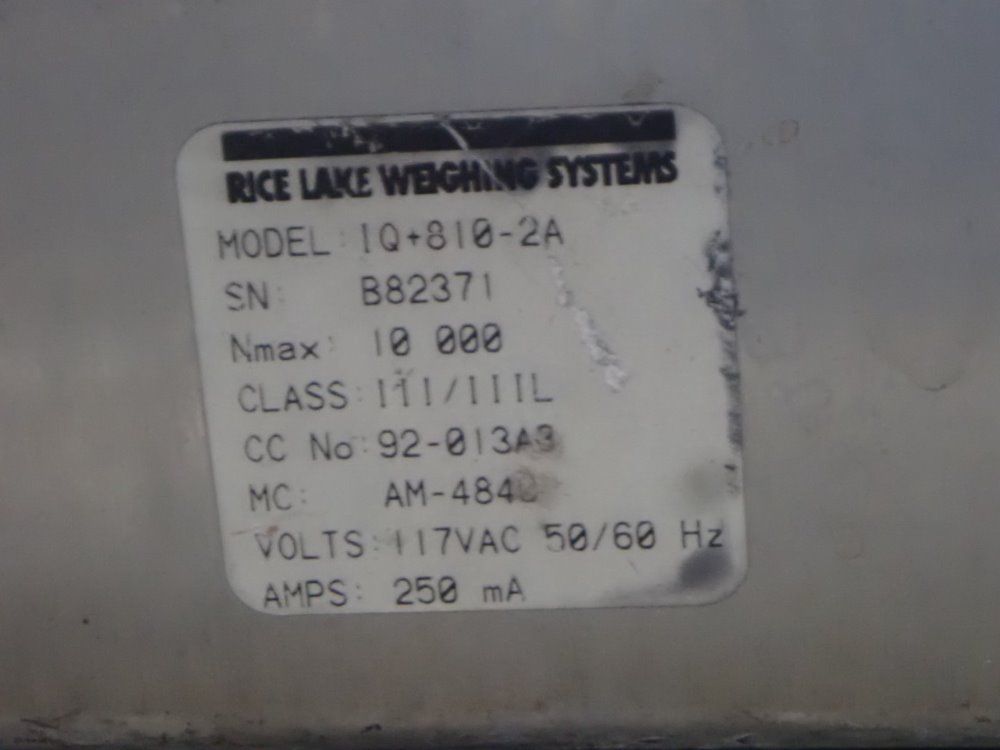 RICE LAKE WEIGHING SYSTEMS
MODEL: IQ+810-2A
SN: B82371
Nmax: 10 000
CLASS: III/IIIL
CC No: 92-013A3
MC:
VOLTS: 117VAC 50/60 Hz
AMPS: 250 mA